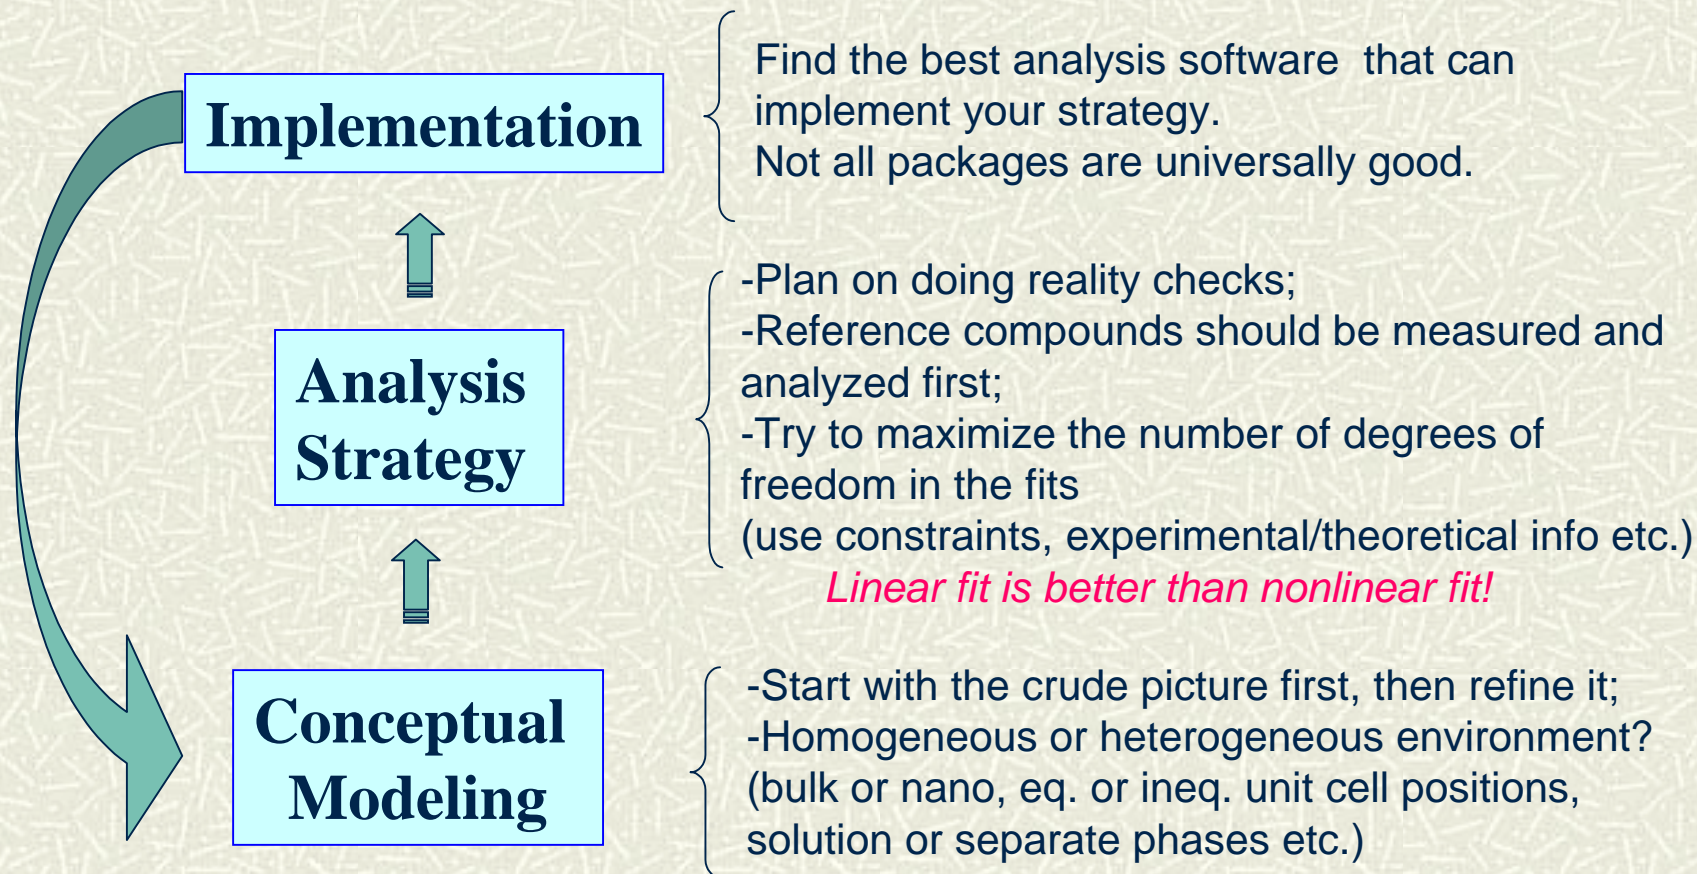 Implementation
Find the best analysis software  that can
implement your strategy.
Not all packages are universally good.
Analysis
Strategy
-Plan on doing reality checks;
-Reference compounds should be measured and
analyzed first;
-Try to maximize the number of degrees of
freedom in the fits
(use constraints, experimental/theoretical info etc.)
Linear fit is better than nonlinear fit!
Conceptual
Modeling
-Start with the crude picture first, then refine it;
-Homogeneous or heterogeneous environment?
(bulk or nano, eq. or ineq. unit cell positions,
solution or separate phases etc.)